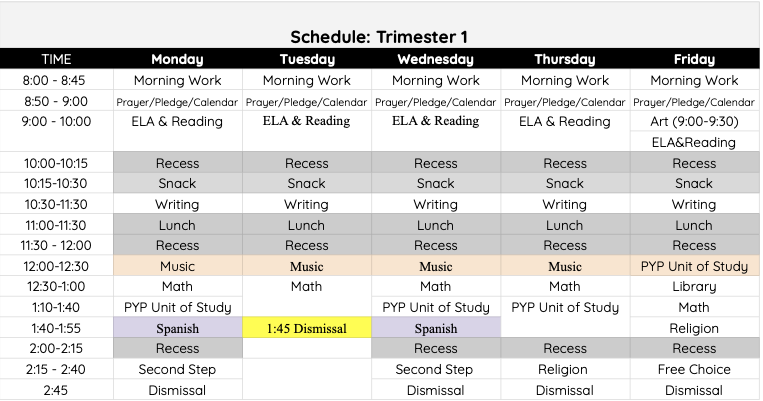 Schedule: Trimester 1
TIME Monday Tuesday Wednesday Thursday Friday
8:00 - 8:45 Morning Work Morning Work Morning Work Morning Work Morning Work
8:50 - 9:00 Prayer/Pledge/Calendar Prayer/Pledge/Calendar Prayer/Pledge/Calendar Prayer/Pledge/Calendar Prayer/Pledge/Calendar
9:00 - 10:00 ELA & Reading ELA & Reading ELA & Reading ELA & Reading Art (9:00-9:30)
ELA&Reading
10:00-10:15 Recess Recess Recess Recess Recess
10:15-10:30 Snack Snack Snack Snack Snack
10:30-11:30 Writing Writing Writing Writing Writing
11:00-11:30 Lunch Lunch Lunch Lunch Lunch
11:30 - 12:00 Recess Recess Recess Recess Recess
12:00-12:30 Music Music Music Music PYP Unit of Study
12:30-1:00 Math Math Math Math Library
1:10-1:40 PYP Unit of Study PYP Unit of Study PYP Unit of Study Math
1:40-1:55 Spanish 1:45 Dismissal Spanish Religion
2:00-2:15 Recess Recess Recess Recess
2:15 - 2:40 Second Step Second Step Religion Free Choice
2:45 Dismissal Dismissal Dismissal Dismissal